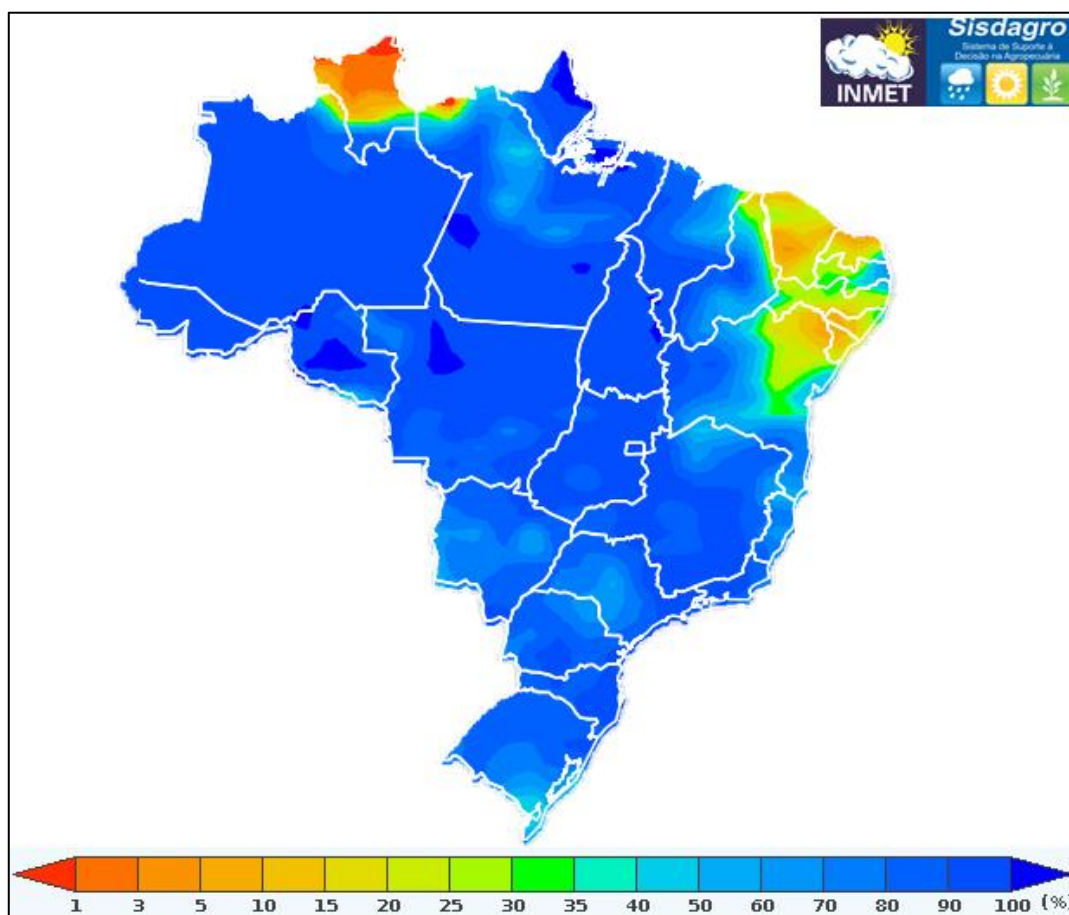 Sisdagro
Sistema de Suporte à
Decisão na Agropecuária
INMET
1 3 5 10 15 20 25 30 35 40 50 60 70 80 90 100 (%)